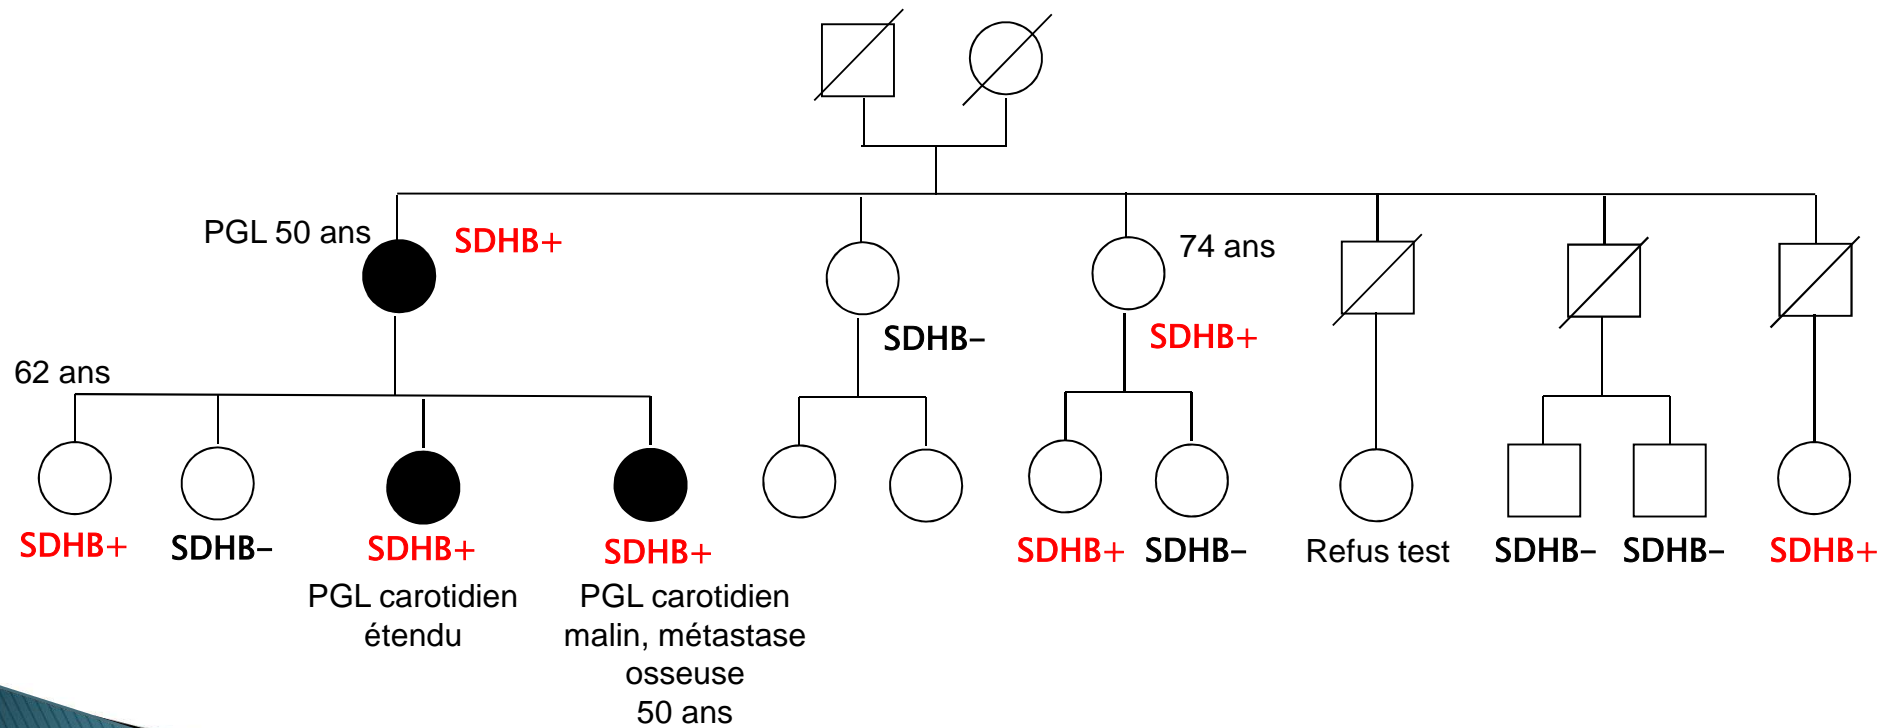 PGL 50 ans
SDHB+
74 ans
SDHB–
SDHB+
62 ans
SDHB+
SDHB–
SDHB+
PGL carotidien
étendu
SDHB+
PGL carotidien
malin, métastase
osseuse
50 ans
SDHB+
SDHB–
Refus test
SDHB–
SDHB–
SDHB+